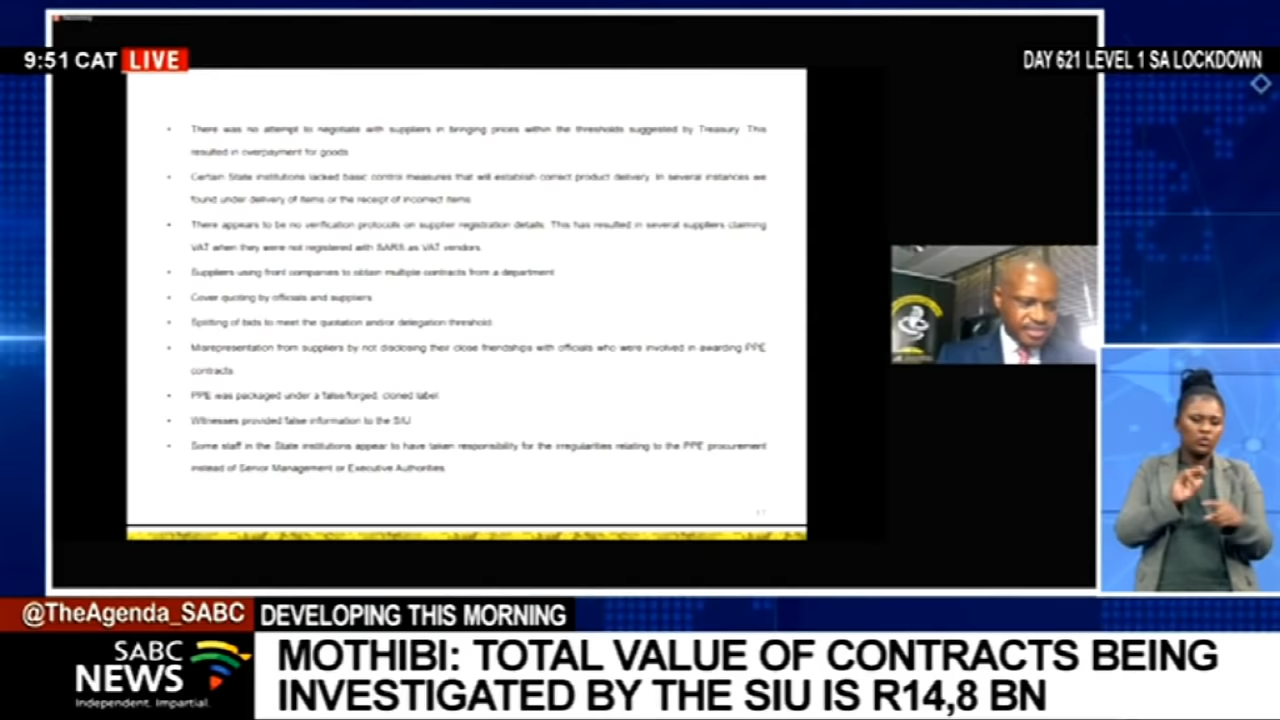 9:51 CAT LIVE
DAY 621 LEVEL 1 SA LOCKDOWN
• There was no attempt to negotiate with suppliers in bringing prices within the thresholds suggested by Treasury. This
resulted in overpayment for goods
• Certain State institutions lacked basic control measures that will establish correct product delivery. In several instances we
found under delivery of items or the receipt of incorrect items
• There appears to be no verification protocols on supplier registration details. This has resulted in several suppliers claiming
VAT when they were not registered with SARS as VAT vendors.
• Suppliers using front companies to obtain multiple contracts from a department
• Cover quoting by officials and suppliers
• Splitting of bids to meet the quotation and/or delegation threshold
• Misrepresentation from suppliers by not disclosing their close friendships with officials who were involved in awarding PPE
contracts
• PPE was packaged under a false/forged, cloned label
• Witnesses provided false information to the SIU
• Some staff in the State institutions appear to have taken responsibility for the irregularities relating to the PPE procurement
instead of Senior Management or Executive Authorities
17
@TheAgenda_SABC DEVELOPING THIS MORNING
SABC
NEWS
Independent. Impartial.
MOTHIBI: TOTAL VALUE OF CONTRACTS BEING
INVESTIGATED BY THE SIU IS R14,8 BN